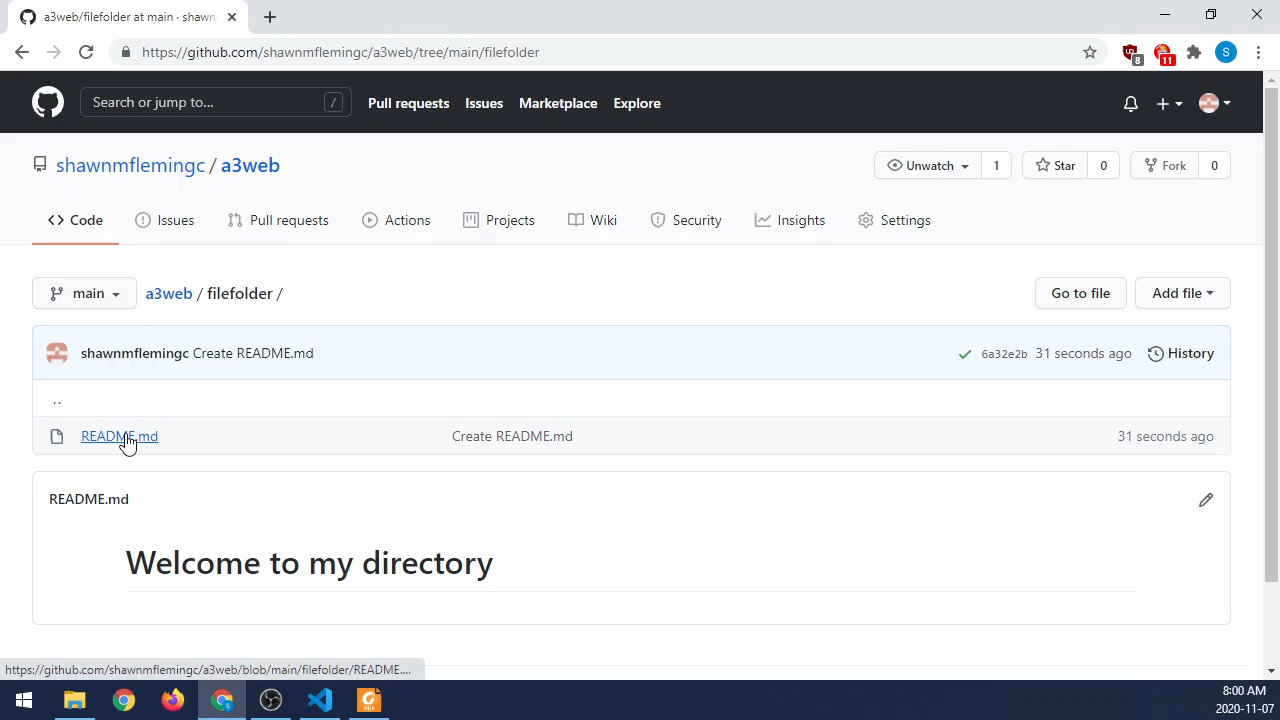 a3web/filefolder at main · shawn
https://github.com/shawnmflemingc/a3web/tree/main/filefolder
8
11
S
Search or jump to...
/
Pull requests
Issues
Marketplace
Explore
shawnmflemingc / a3web
Unwatch
1
Star
0
Fork
0
Code
Issues
Pull requests
Actions
Projects
Wiki
Security
Insights
Settings
main
a3web / filefolder /
Go to file
Add file
shawnmflemingc Create README.md
6a32e2b 31 seconds ago
History
..
README.md
Create README.md
31 seconds ago
README.md
Welcome to my directory
https://github.com/shawnmflemingc/a3web/blob/main/filefolder/README....
S
PDF
8:00 AM
2020-11-07